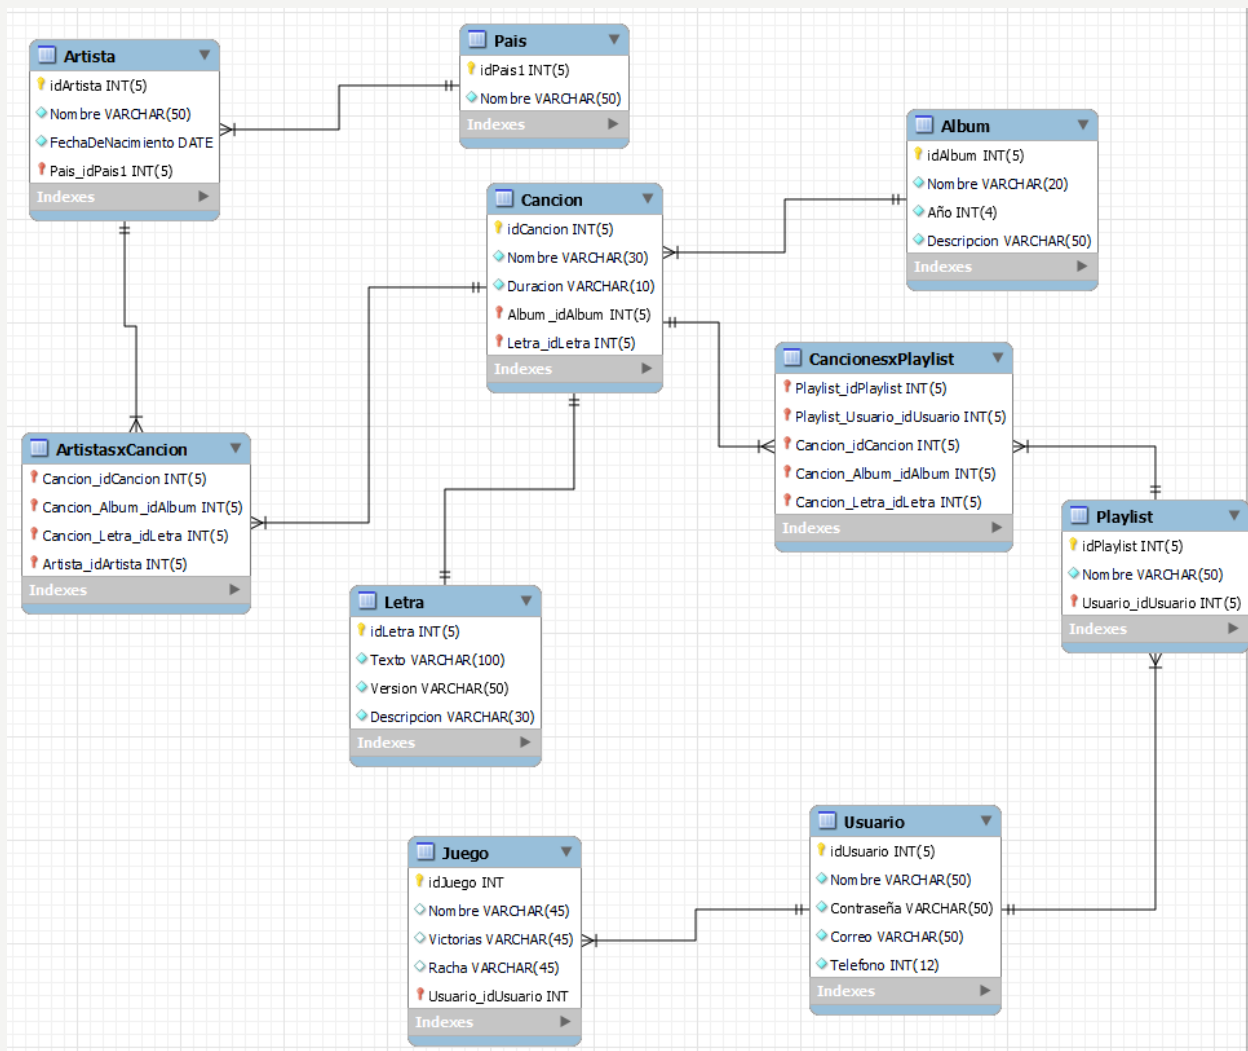 Artista
idArtista INT(5)
Nombre VARCHAR(50)
FechaDeNacimiento DATE
Pais_idPais1 INT(5)
Indexes
Pais
idPais1 INT(5)
Nombre VARCHAR(50)
Indexes
Album
idAlbum INT(5)
Nombre VARCHAR(20)
Año INT(4)
Descripcion VARCHAR(50)
Indexes
Cancion
idCancion INT(5)
Nombre VARCHAR(30)
Duracion VARCHAR(10)
Album_idAlbum INT(5)
Letra_idLetra INT(5)
Indexes
CancionesxPlaylist
Playlist_idPlaylist INT(5)
Playlist_Usuario_idUsuario INT(5)
Cancion_idCancion INT(5)
Cancion_Album_idAlbum INT(5)
Cancion_Letra_idLetra INT(5)
Indexes
ArtistasxCancion
Cancion_idCancion INT(5)
Cancion_Album_idAlbum INT(5)
Cancion_Letra_idLetra INT(5)
Artista_idArtista INT(5)
Indexes
Playlist
idPlaylist INT(5)
Nombre VARCHAR(50)
Usuario_idUsuario INT(5)
Indexes
Letra
idLetra INT(5)
Texto VARCHAR(100)
Version VARCHAR(50)
Descripcion VARCHAR(30)
Indexes
Usuario
idUsuario INT(5)
Nombre VARCHAR(50)
Contraseña VARCHAR(50)
Correo VARCHAR(50)
Telefono INT(12)
Indexes
Juego
idJuego INT
Nombre VARCHAR(45)
Victorias VARCHAR(45)
Racha VARCHAR(45)
Usuario_idUsuario INT
Indexes